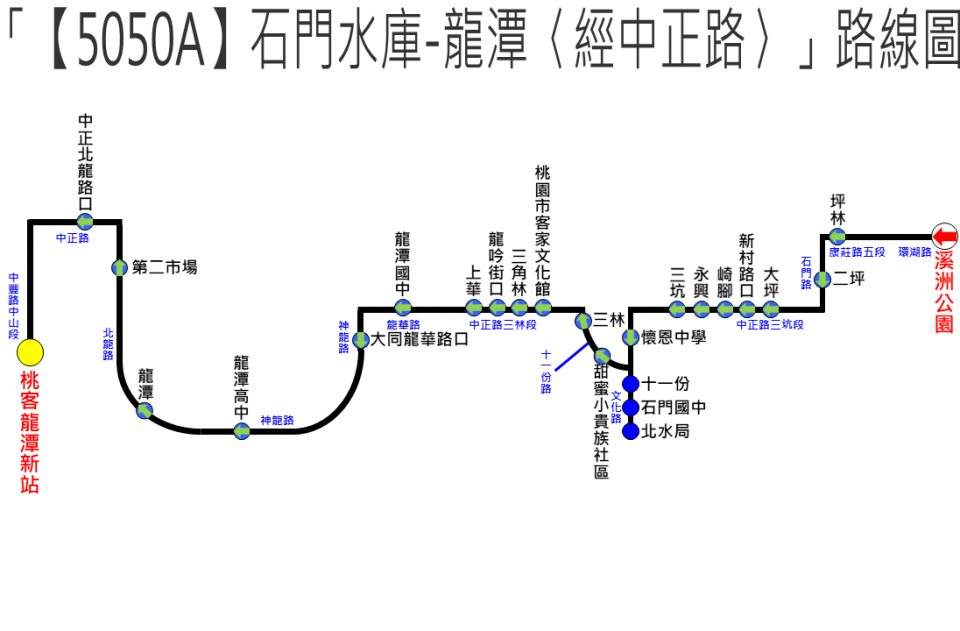 「【5050A】石門水庫-龍潭〈經中正路〉」路線圖
中正北龍路口
中正路
第二市場
中豐路中山段
北龍路
桃客龍潭新站
龍潭
龍潭高中
神龍路
神龍路
大同龍華路口
龍潭國中
龍華路
上華
龍吟街口
三角林
桃園市客家文化館
中正路三林段
三林
十一份路
甜蜜小貴族社區
文化路
懷恩中學
十一份
石門國中
北水局
三坑
永興
崎腳
新村路口
大坪
中正路三坑段
石門路
二坪
坪林
康莊路五段
環湖路
溪洲公園